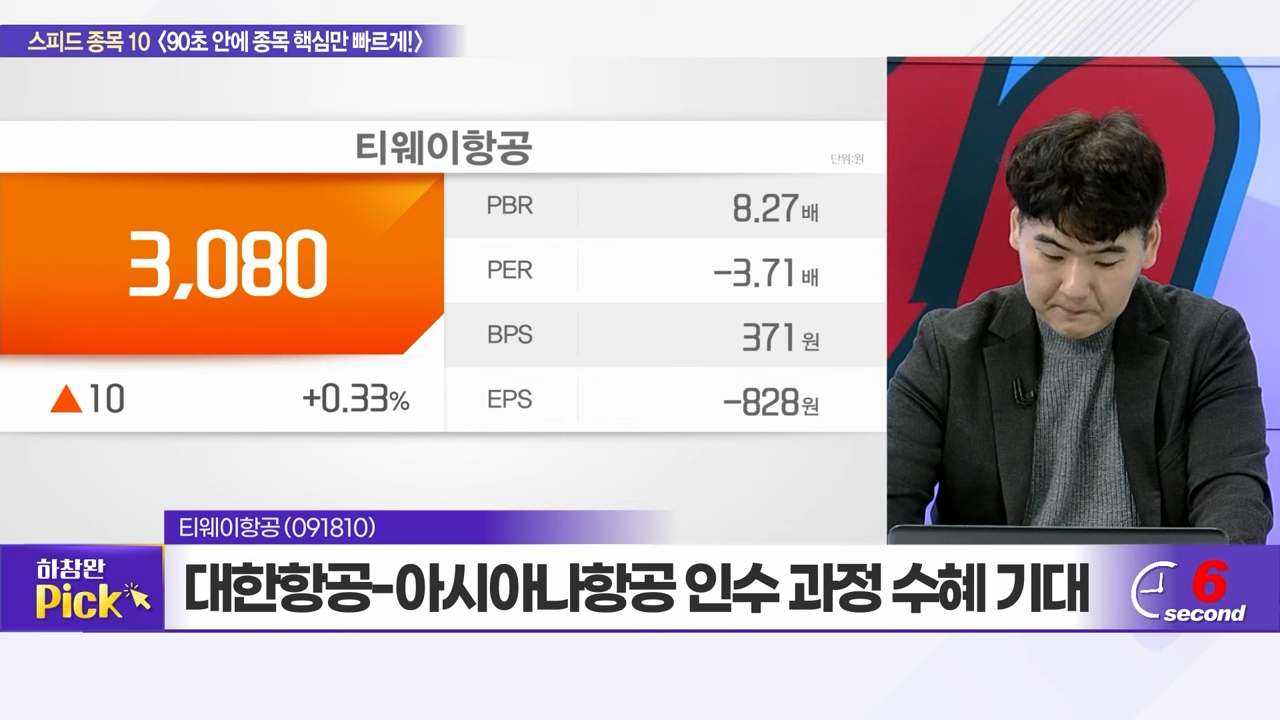 스피드 종목 10 <90초 안에 종목 핵심만 빠르게!>
티웨이항공
단위:원
3,080
▲10 +0.33%
PBR 8.27배
PER -3.71배
BPS 371원
EPS -828원
티웨이항공(091810)
하창완
Pick
대한항공-아시아나항공 인수 과정 수혜 기대
6
second